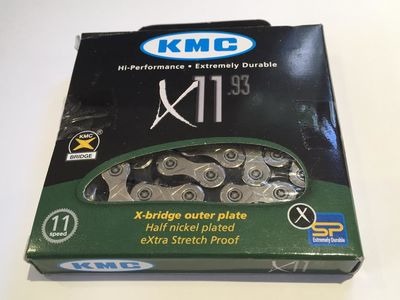 KMC
Hi-Performance • Extremely Durable
X11.93
KMC
X
BRIDGE
11
speed
X-bridge outer plate
Half nickel plated
eXtra Stretch Proof
X
SP
Extremely Durable
KMC
X11